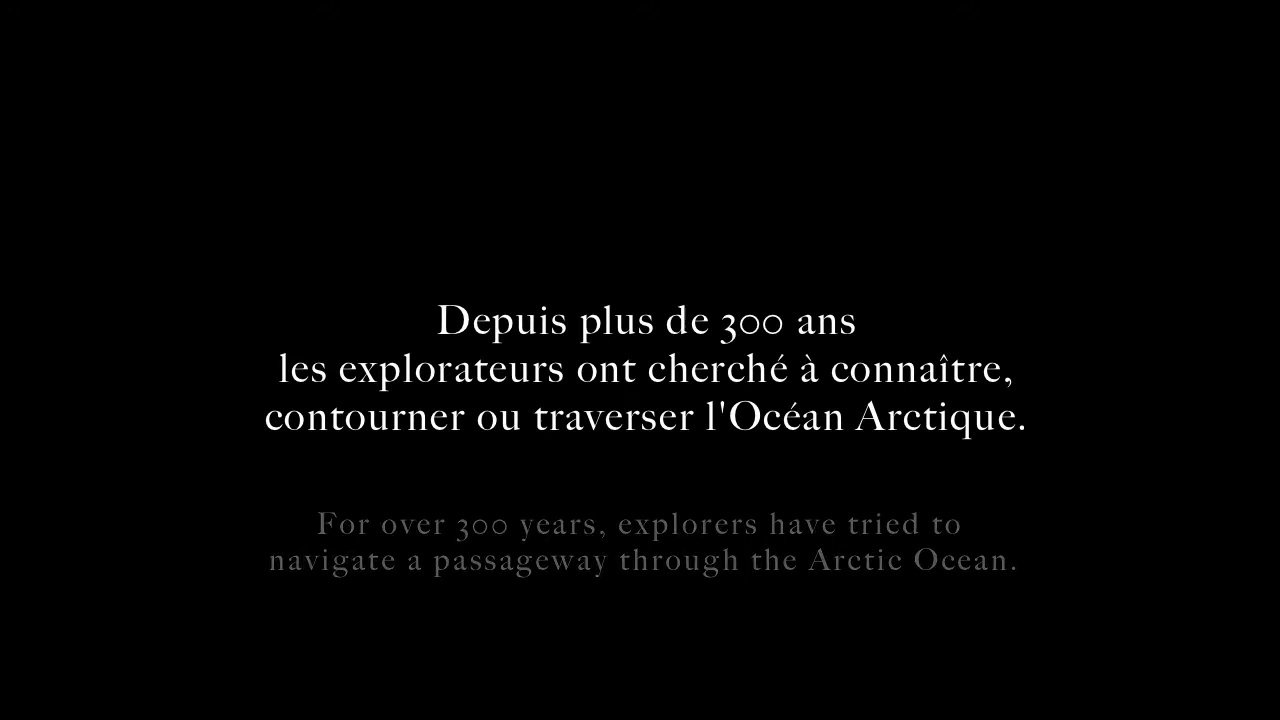 Depuis plus de 300 ans
les explorateurs ont cherché à connaître,
contourner ou traverser l'Océan Arctique.
For over 300 years, explorers have tried to
navigate a passageway through the Arctic Ocean.